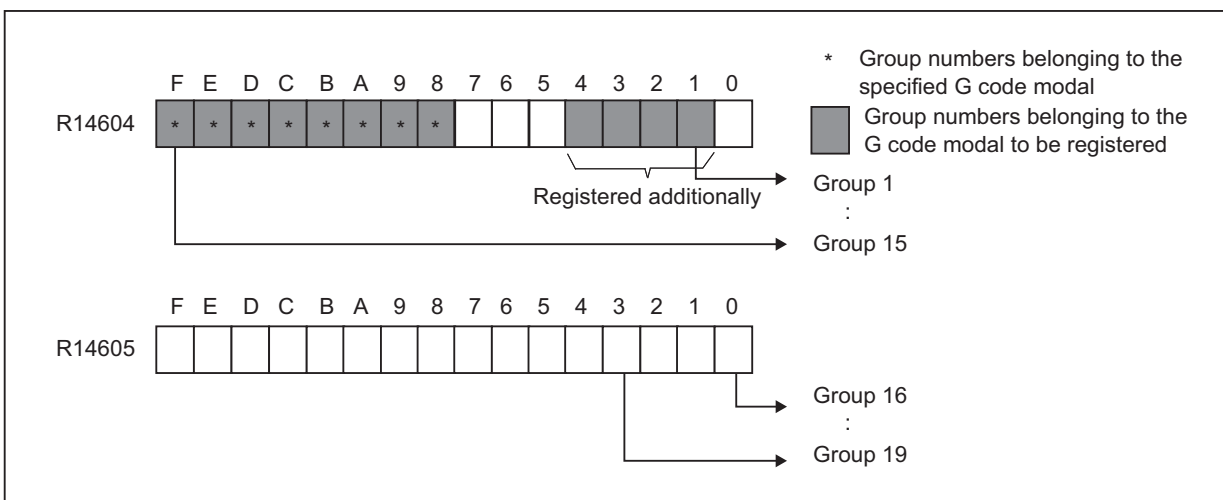 F E D C B A 9 8 7 6 5 4 3 2 1 0
R14604
* * * * * * * *
Registered additionally
* Group numbers belonging to the
specified G code modal
Group numbers belonging to the
G code modal to be registered
Group 1
:
Group 15
F E D C B A 9 8 7 6 5 4 3 2 1 0
R14605
Group 16
:
Group 19